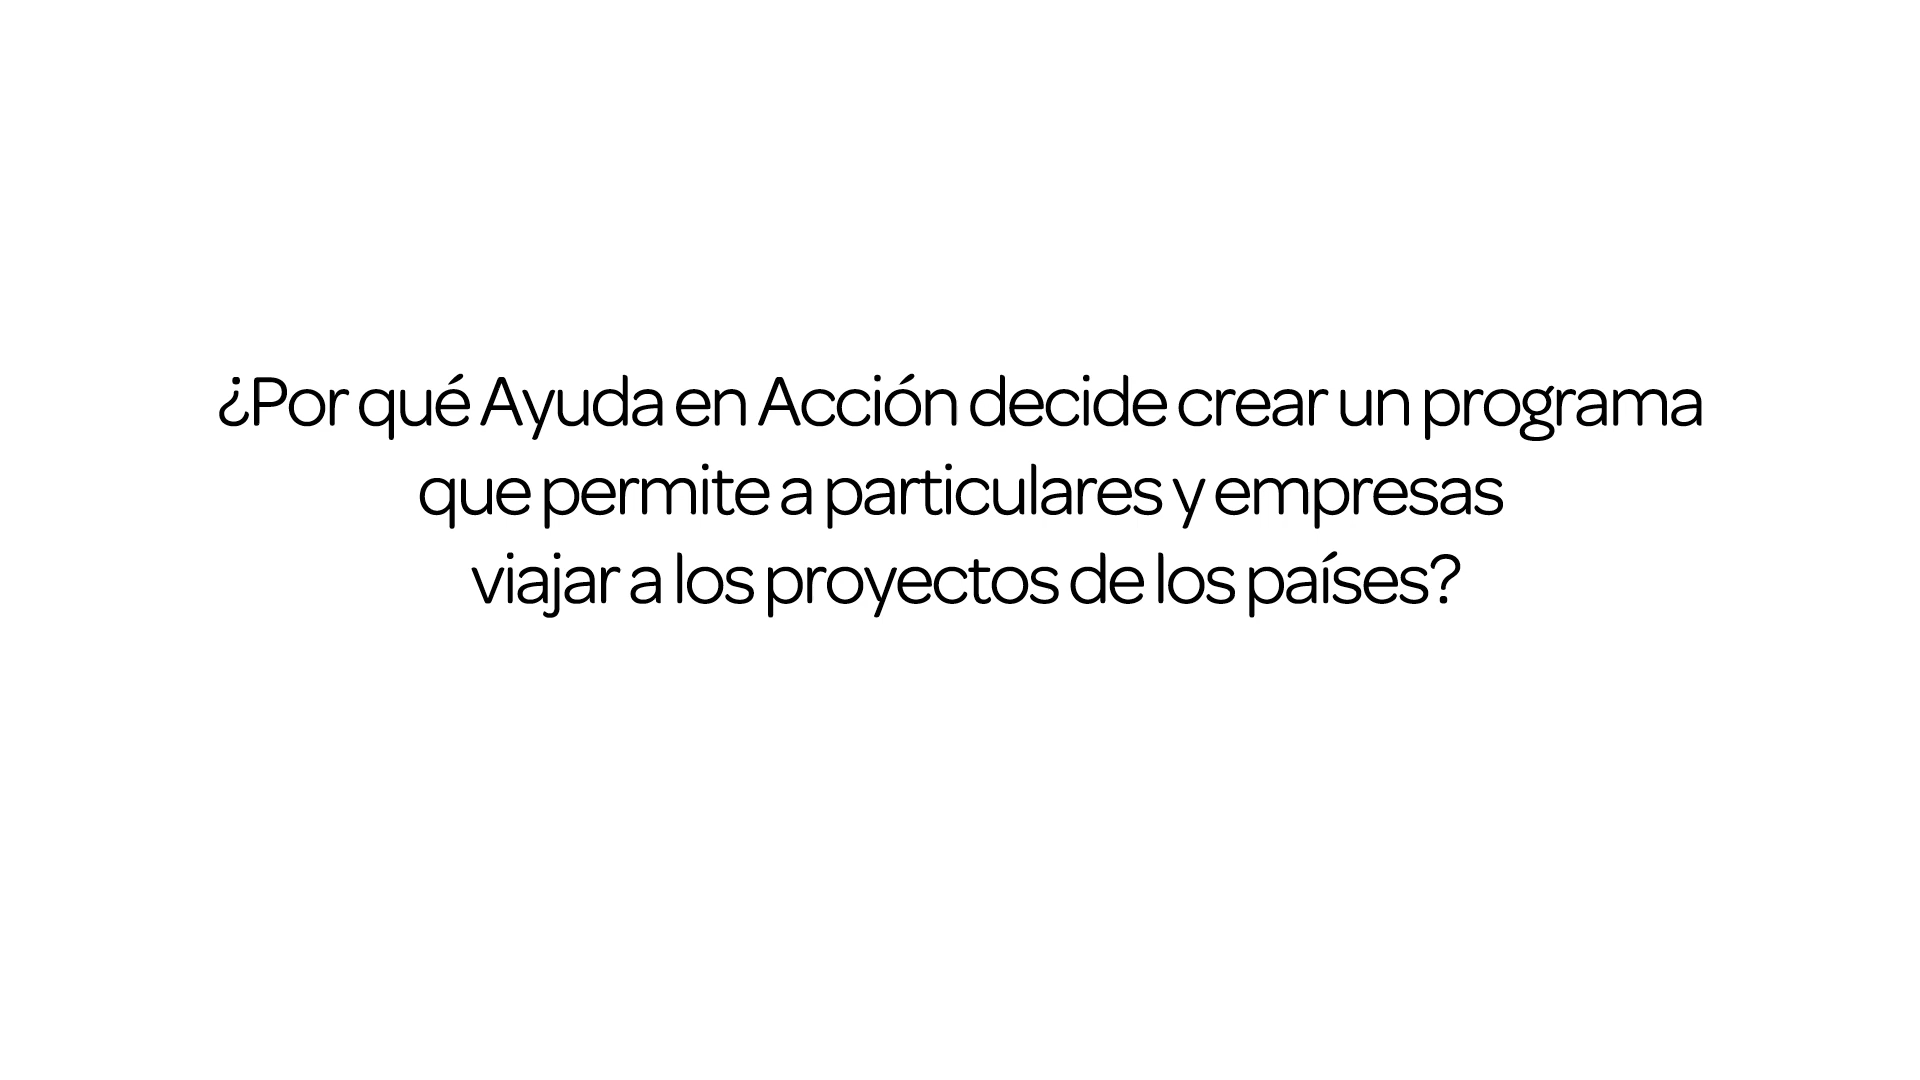 ¿Por qué Ayuda en Acción decide crear un programa
que permite a particulares y empresas
viajar a los proyectos de los países?